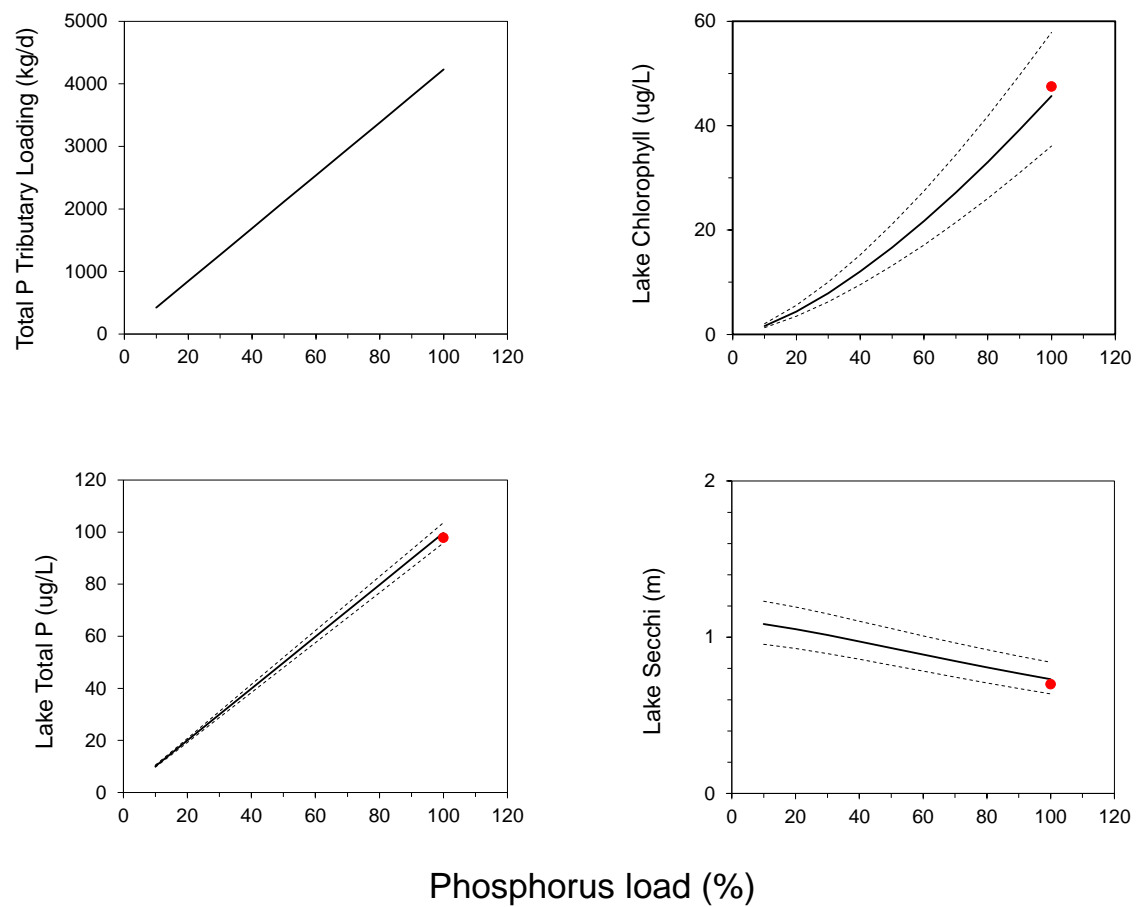 Total P Tributary Loading (kg/d)
5000
4000
3000
2000
1000
0
0 20 40 60 80 100 120
Lake Chlorophyll (ug/L)
60
40
20
0
0 20 40 60 80 100 120
Lake Total P (ug/L)
120
100
80
60
40
20
0
0 20 40 60 80 100 120
Lake Secchi (m)
2
1
0
0 20 40 60 80 100 120
Phosphorus load (%)